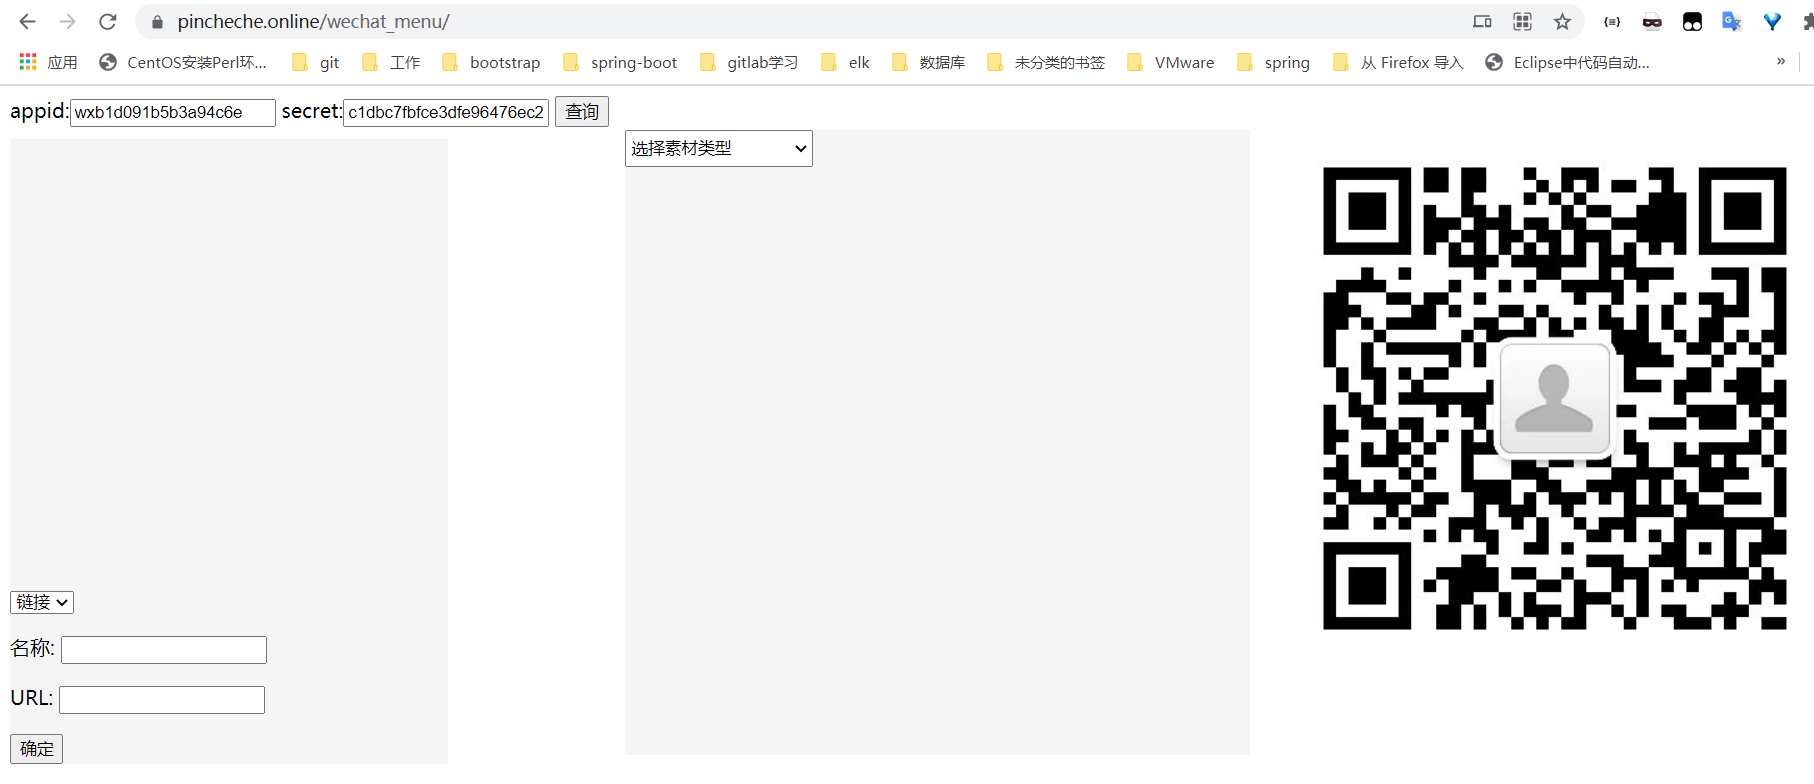 pincheche.online/wechat_menu/
应用 CentOS安装Perl环... git 工作 bootstrap spring-boot gitlab学习 elk 数据库 未分类的书签 VMware spring 从 Firefox 导入 Eclipse中代码自动... »
appid: wxb1d091b5b3a94c6e secret: c1dbc7fbfce3dfe96476ec2 查询
选择素材类型
链接
名称:
URL:
确定